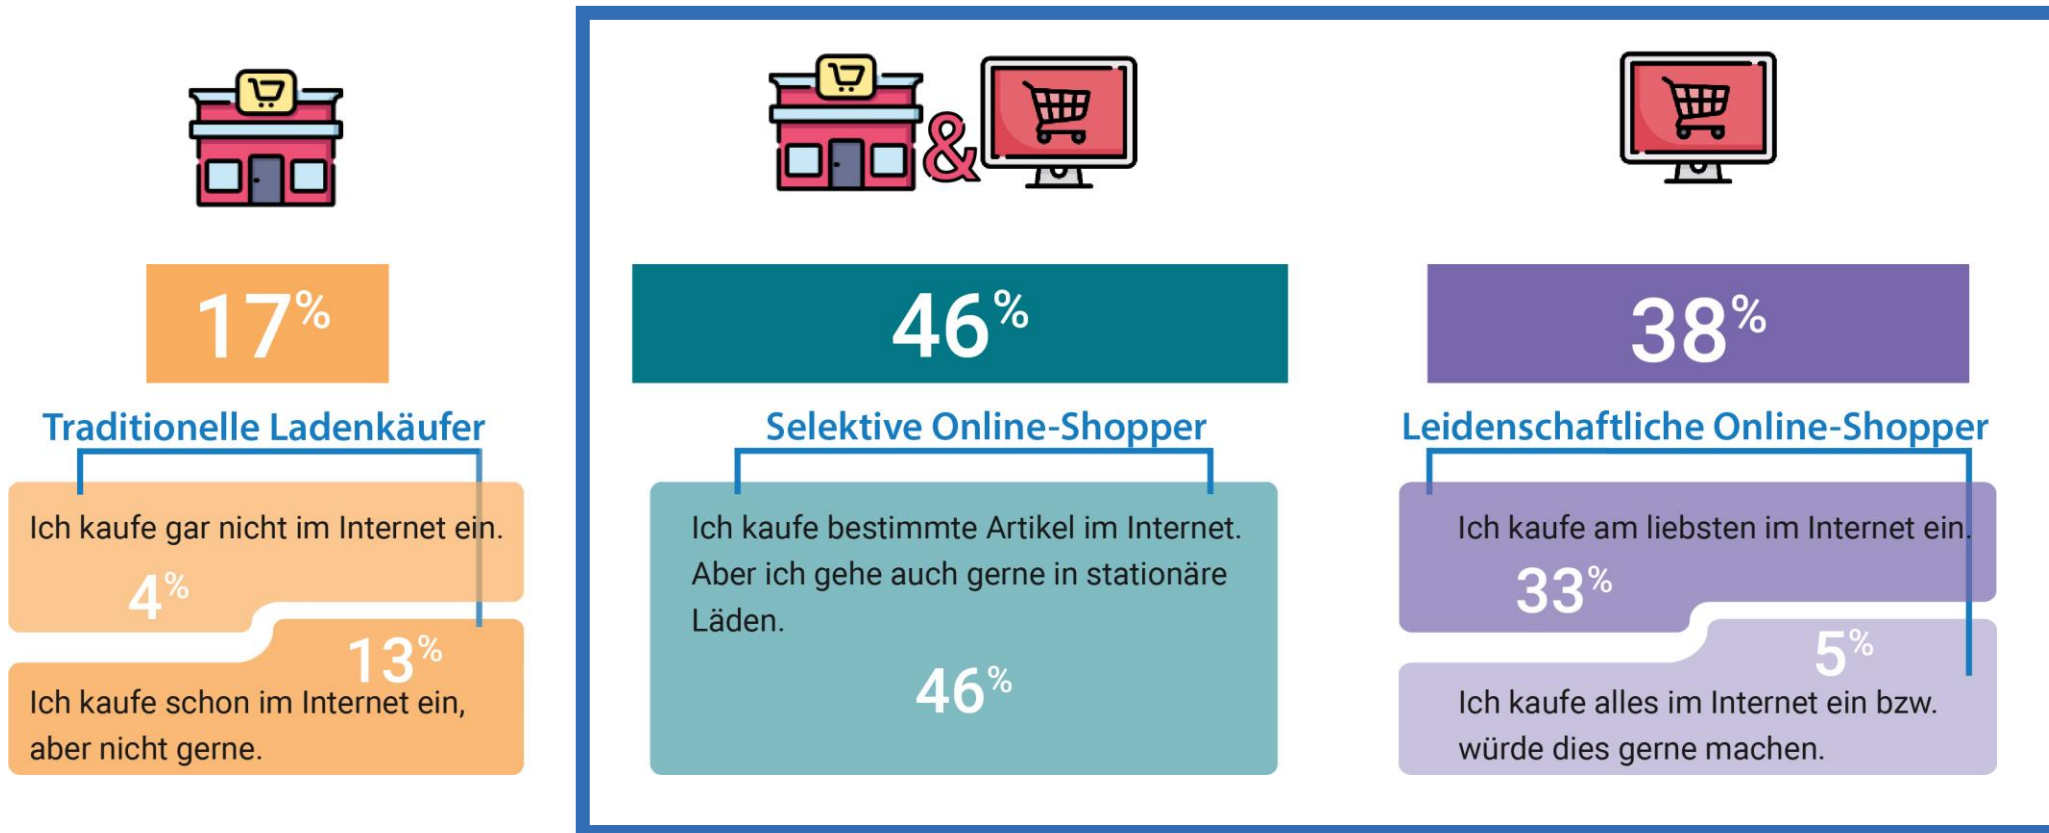 17%
Traditionelle Ladenkäufer
Ich kaufe gar nicht im Internet ein.
4%
13%
Ich kaufe schon im Internet ein,
aber nicht gerne.
&
46%
Selektive Online-Shopper
Ich kaufe bestimmte Artikel im Internet.
Aber ich gehe auch gerne in stationäre
Läden.
46%
38%
Leidenschaftliche Online-Shopper
Ich kaufe am liebsten im Internet ein.
33%
5%
Ich kaufe alles im Internet ein bzw.
würde dies gerne machen.